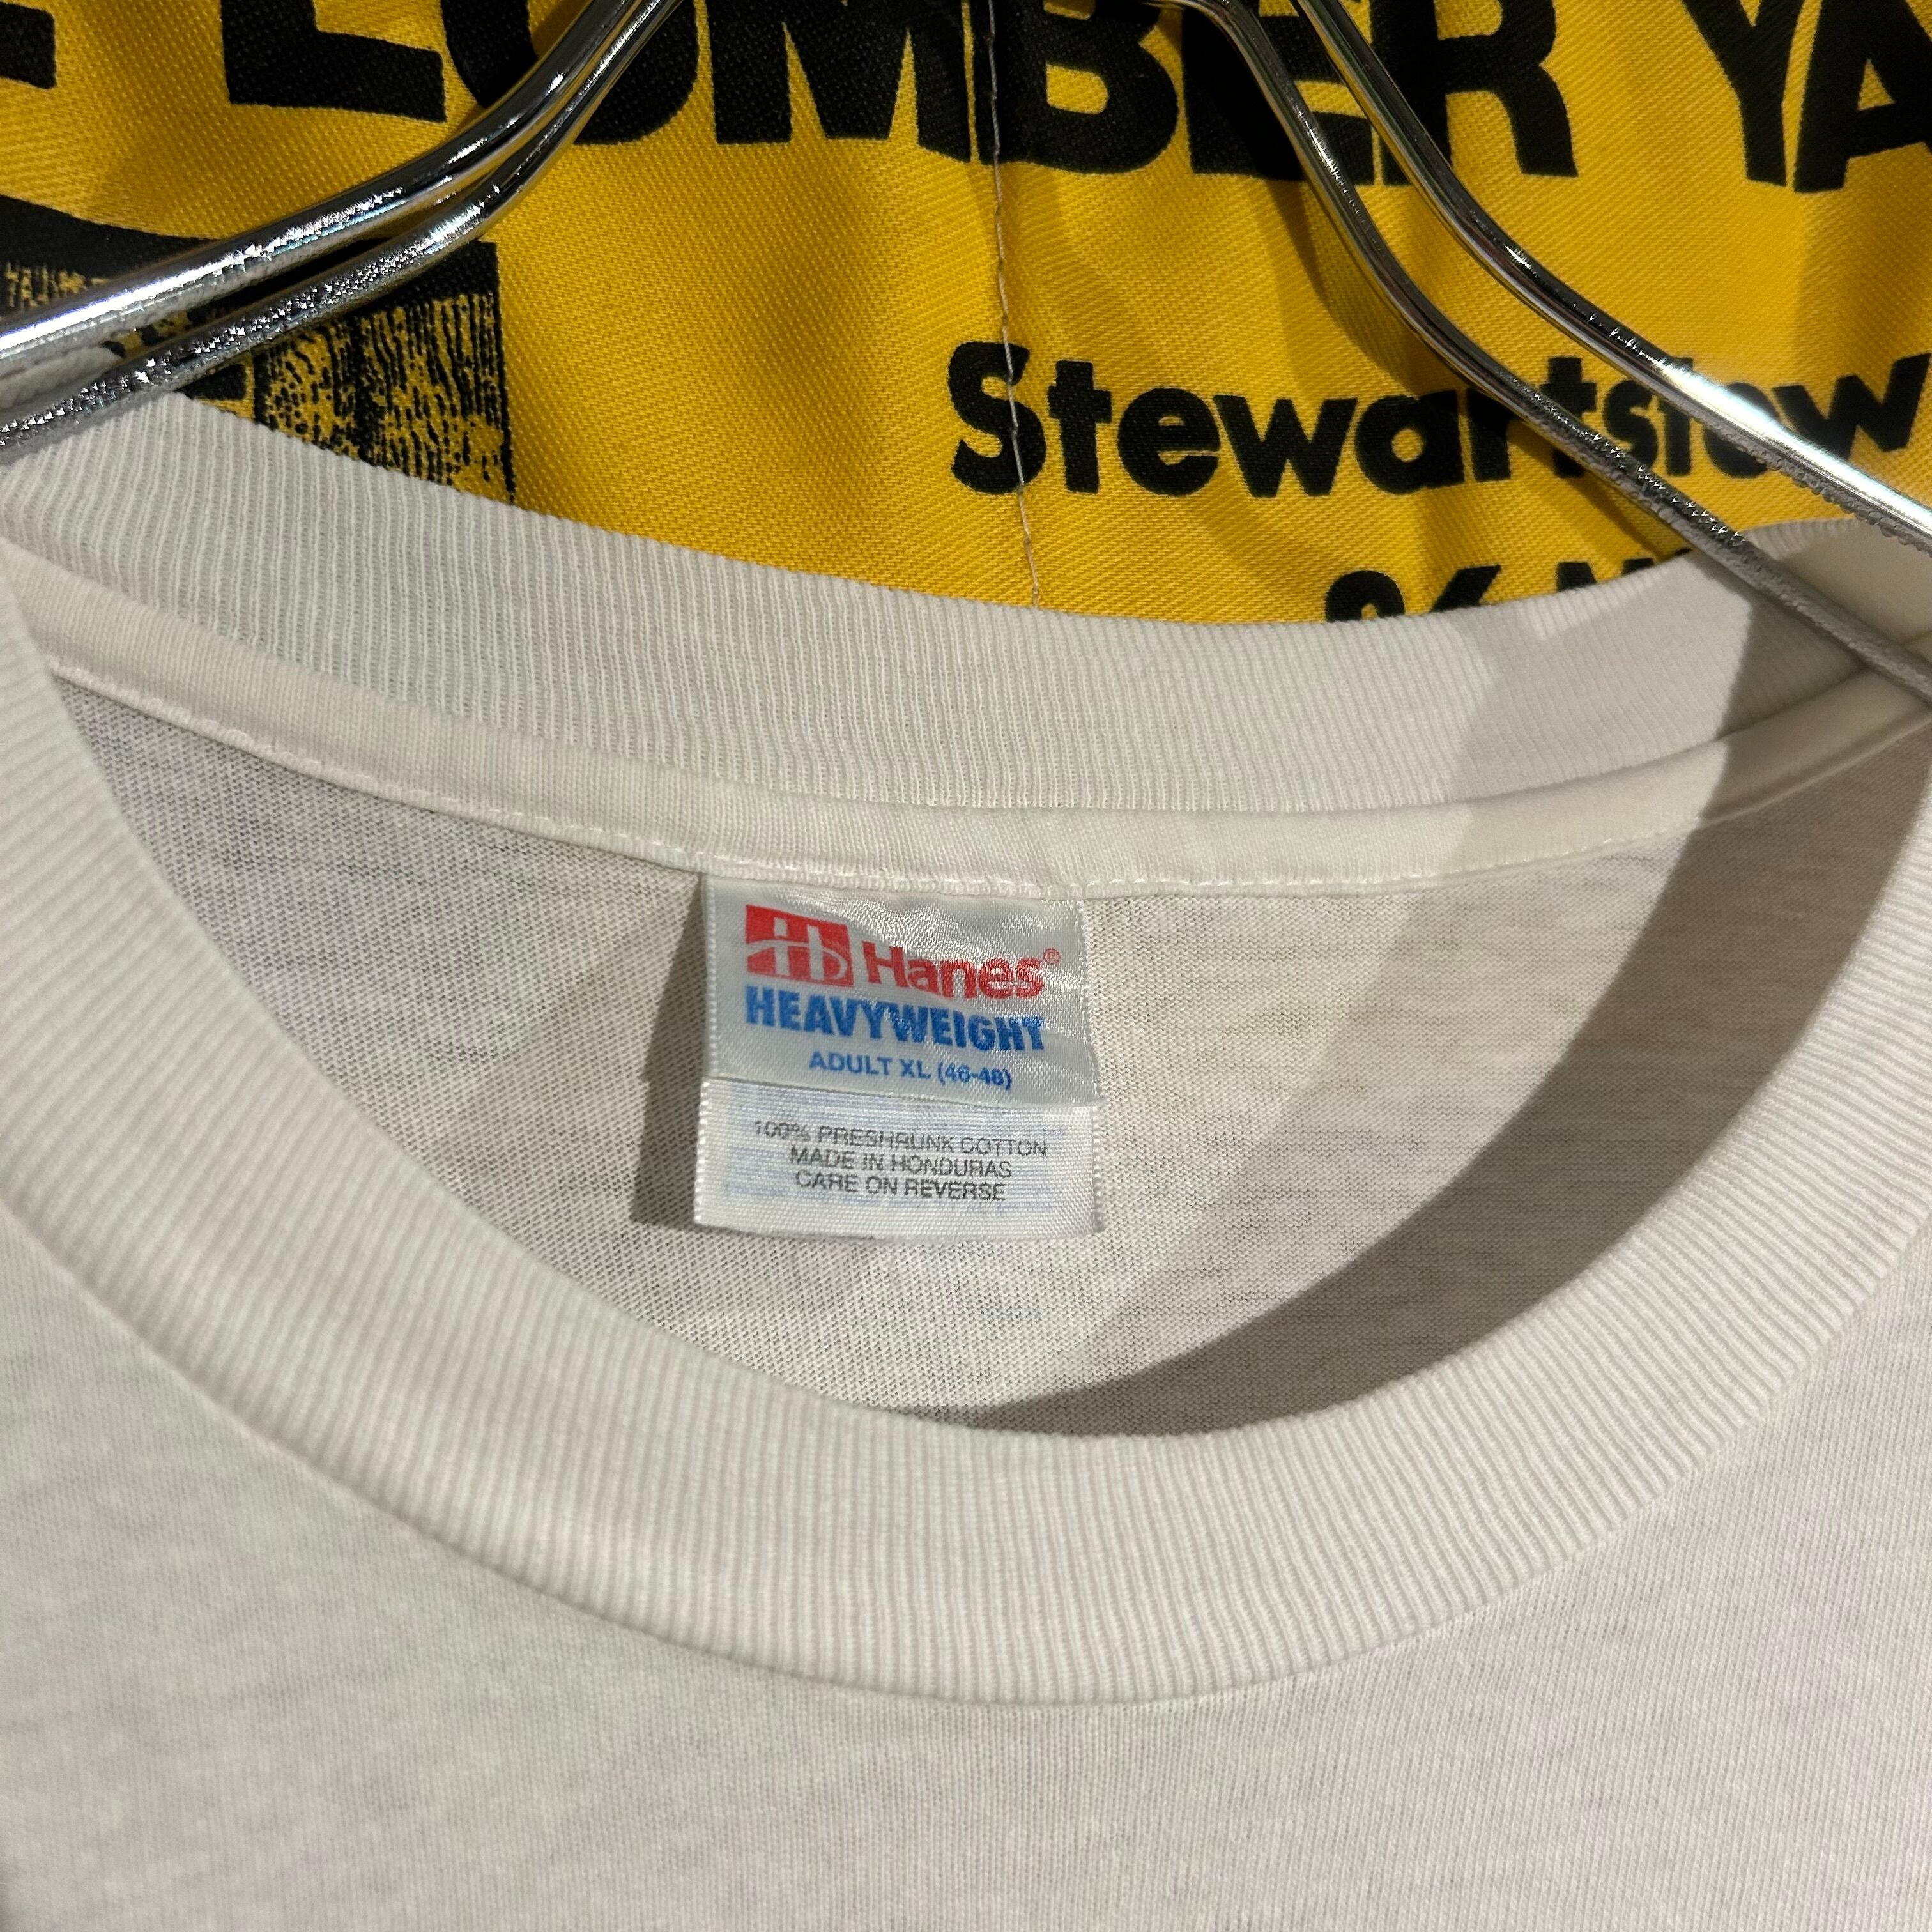 LUMBER YA
Stewartstow
Hanes®
HEAVYWEIGHT
ADULT XL (46-48)
100% PRESHRUNK COTTON
MADE IN HONDURAS
CARE ON REVERSE